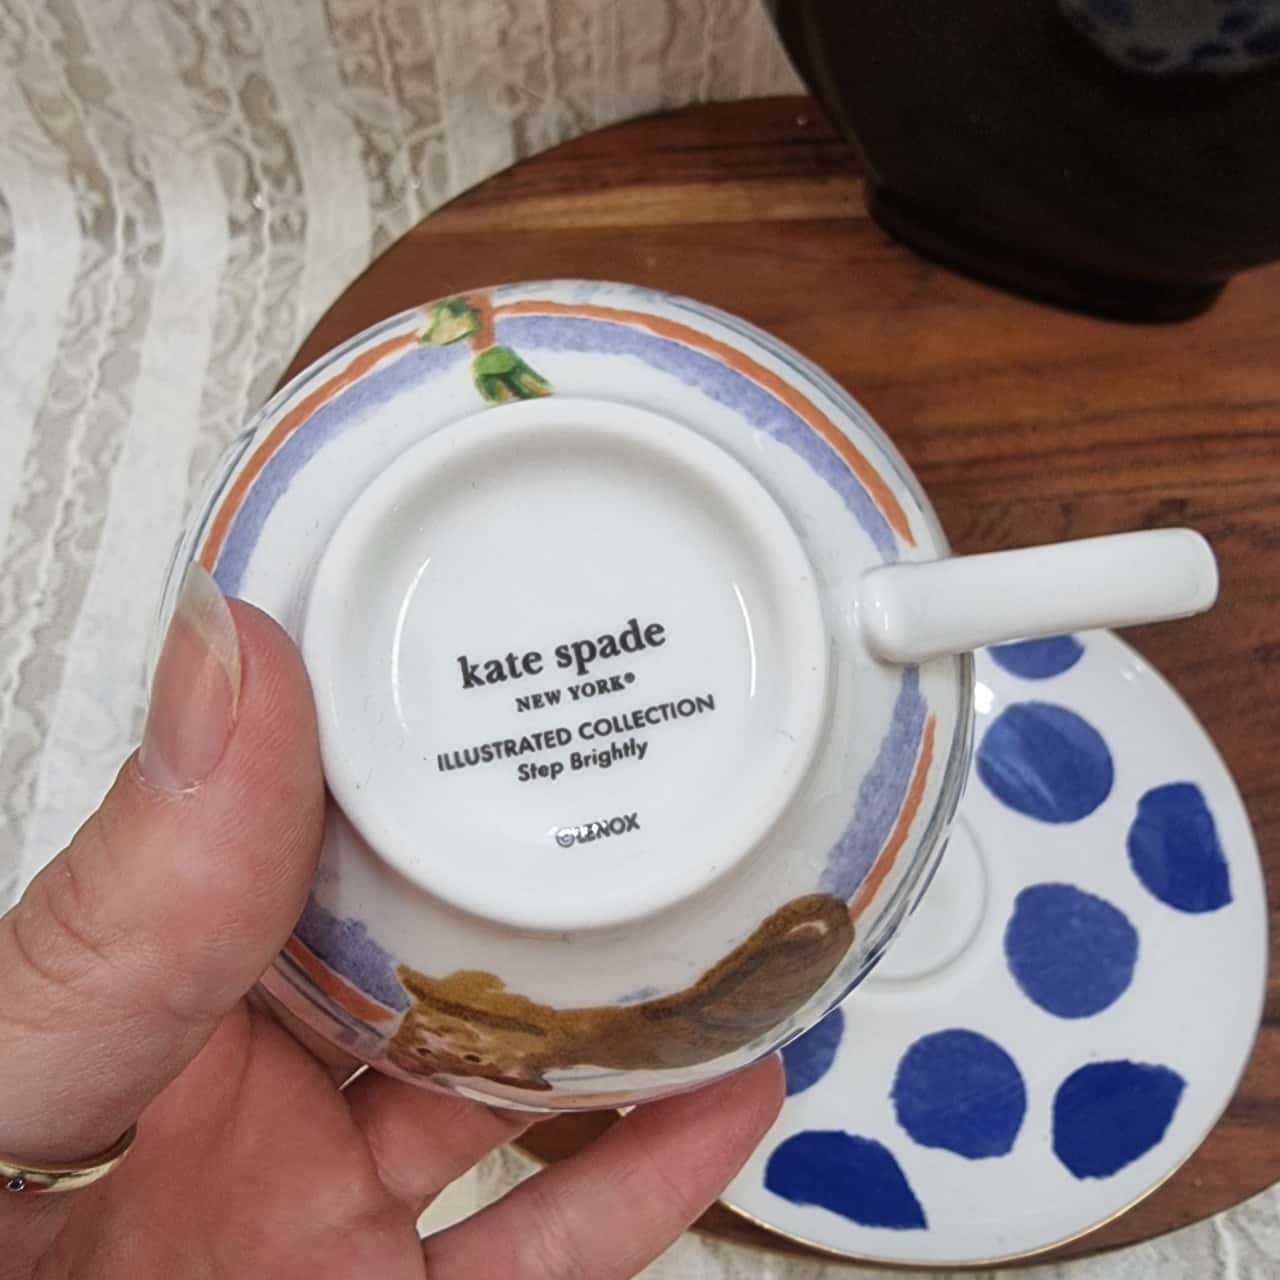 kate spade
NEW YORK®
ILLUSTRATED COLLECTION
Step Brightly
©LENOX